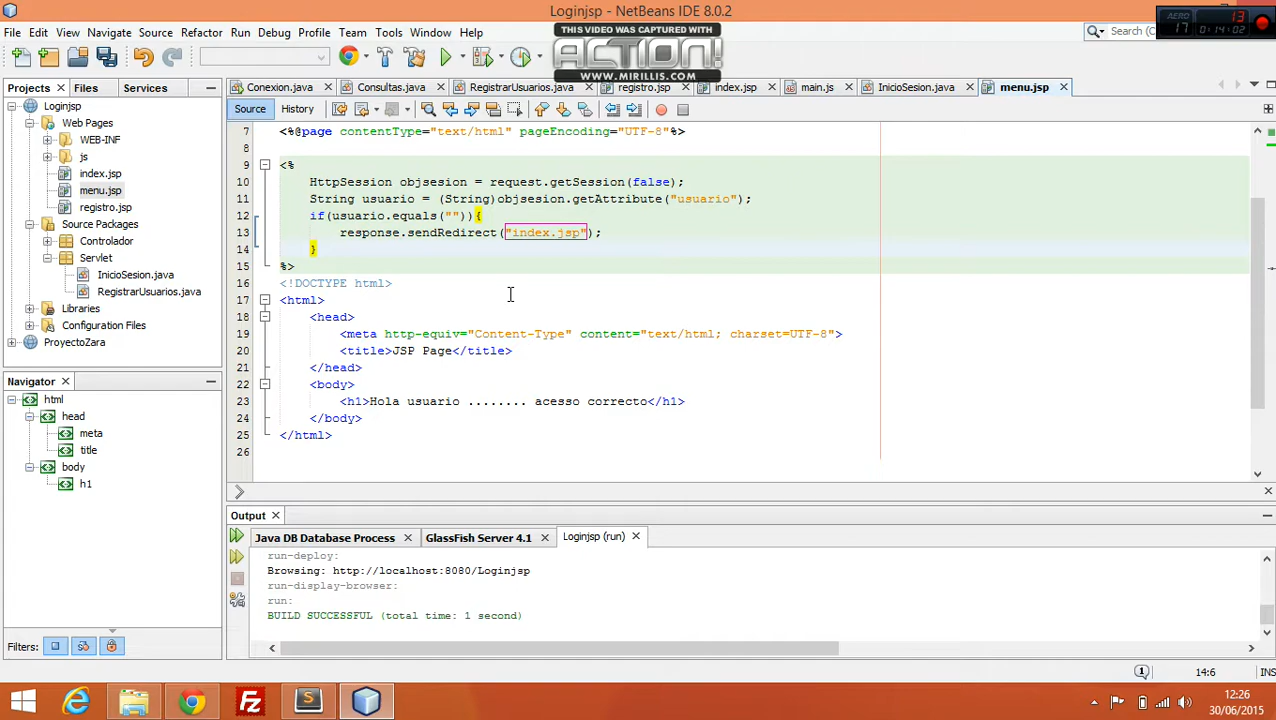 Loginjsp - NetBeans IDE 8.0.2
AERO
17
13
0:14:02
File Edit View Navigate Source Refactor Run Debug Profile Team Tools Window Help
THIS VIDEO WAS CAPTURED WITH
ACTION!
WWW.MIRILLIS.COM
Projects Files Services
Conexion.java Consultas.java RegistrarUsuarios.java registro.jsp index.jsp main.js InicioSesion.java menu.jsp
Source History
Loginjsp
Web Pages
WEB-INF
js
index.jsp
menu.jsp
registro.jsp
Source Packages
Controlador
Servlet
InicioSesion.java
RegistrarUsuarios.java
Libraries
Configuration Files
ProyectoZara
7 <%@page contentType="text/html" pageEncoding="UTF-8"%>
8
9 <%
10 HttpSession objsesion = request.getSession(false);
11 String usuario = (String)objsesion.getAttribute("usuario");
12 if(usuario.equals("")){
13 response.sendRedirect("index.jsp");
14 }
15 %>
16 <!DOCTYPE html>
17 <html>
18 <head>
19 <meta http-equiv="Content-Type" content="text/html; charset=UTF-8">
20 <title>JSP Page</title>
21 </head>
22 <body>
23 <h1>Hola usuario ........ acesso correcto</h1>
24 </body>
25 </html>
26
Navigator
html
head
meta
title
body
h1
Filters:
Output
Java DB Database Process GlassFish Server 4.1 Loginjsp (run)
run-deploy:
Browsing: http://localhost:8080/Loginjsp
run-display-browser:
run:
BUILD SUCCESSFUL (total time: 1 second)
1 14:6 INS
12:26
30/06/2015